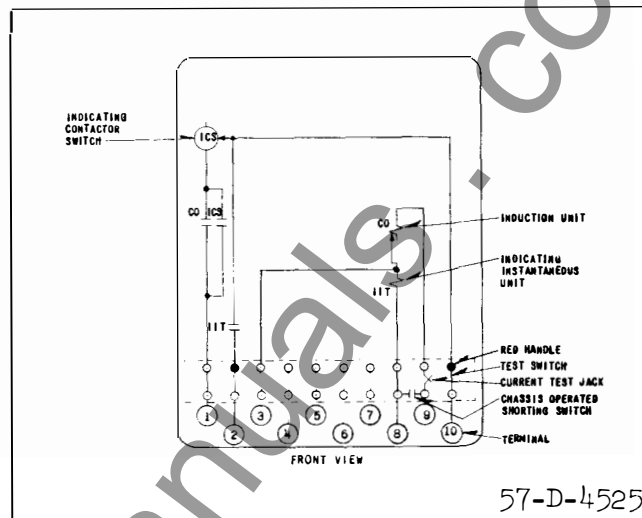 INDICATING
CONTACTOR
SWITCH
ICS
CO ICS
CO
INDUCTION UNIT
INDICATING
INSTANTANEOUS
UNIT
IIT
IIT
RED HANDLE
TEST SWITCH
CURRENT TEST JACK
CHASSIS OPERATED
SHORTING SWITCH
TERMINAL
1 2 3 4 5 6 7 8 9 10
FRONT VIEW
57-D-4525
nuals.co